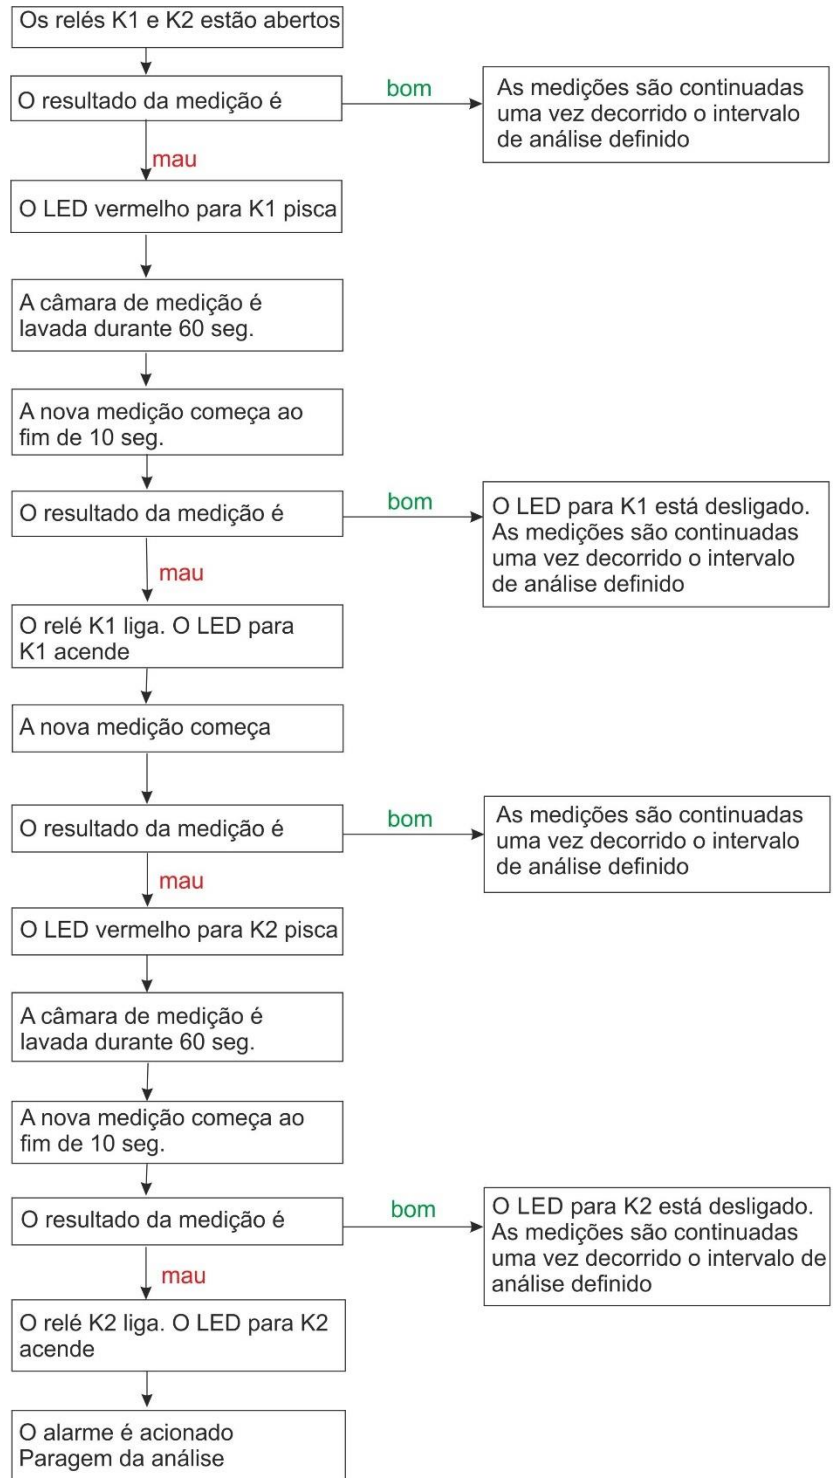 Os relés K1 e K2 estão abertos
O resultado da medição é
bom
As medições são continuadas
uma vez decorrido o intervalo
de análise definido
mau
O LED vermelho para K1 pisca
A câmara de medição é
lavada durante 60 seg.
A nova medição começa ao
fim de 10 seg.
O resultado da medição é
bom
O LED para K1 está desligado.
As medições são continuadas
uma vez decorrido o intervalo
de análise definido
mau
O relé K1 liga. O LED para
K1 acende
A nova medição começa
O resultado da medição é
bom
As medições são continuadas
uma vez decorrido o intervalo
de análise definido
mau
O LED vermelho para K2 pisca
A câmara de medição é
lavada durante 60 seg.
A nova medição começa ao
fim de 10 seg.
O resultado da medição é
bom
O LED para K2 está desligado.
As medições são continuadas
uma vez decorrido o intervalo de
análise definido
mau
O relé K2 liga. O LED para K2
acende
O alarme é acionado
Paragem da análise